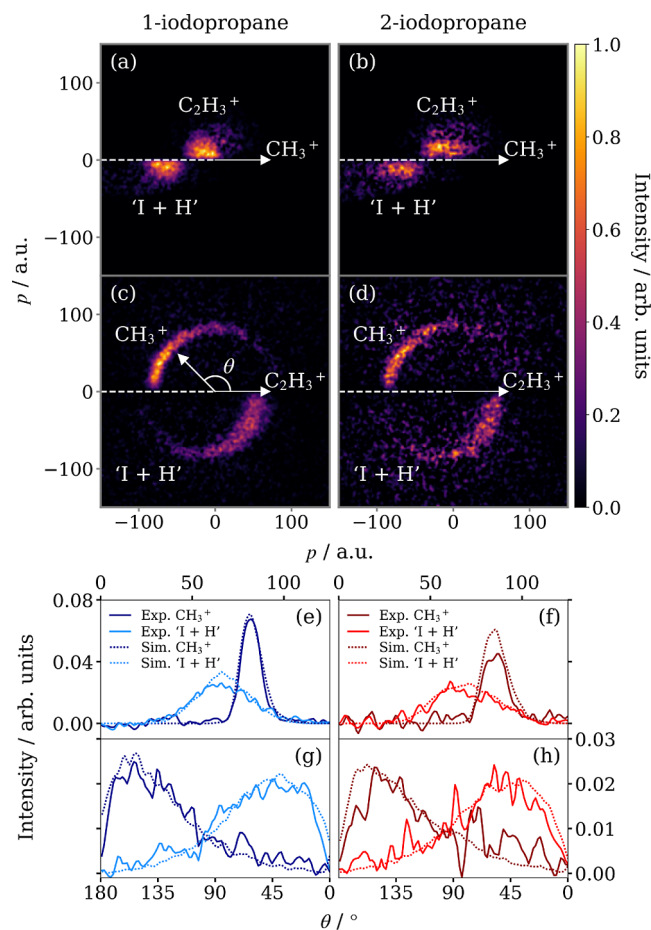 1-iodopropane 2-iodopropane
(a) (b) 1.0
100
C₂H₃⁺ C₂H₃⁺
CH₃⁺ CH₃⁺
0 0.8
'I + H' 'I + H'
−100
0.6
(c) (d)
100
CH₃⁺ CH₃⁺ 0.4
θ
C₂H₃⁺ C₂H₃⁺
0
0.2
−100 'I + H' 'I + H'
0.0
−100 0 100 −100 0 100
p / a.u.
p / a.u.
Intensity / arb. units
0 50 100 0 50 100
0.08
Exp. CH₃⁺ (e) Exp. CH₃⁺ (f)
Exp. 'I + H' Exp. 'I + H'
Sim. CH₃⁺ Sim. CH₃⁺
Sim. 'I + H' Sim. 'I + H'
0.04
0.00
(g) (h) 0.03
0.02
0.01
0.00
180 135 90 45 0 135 90 45 0
θ / °
Intensity / arb. units